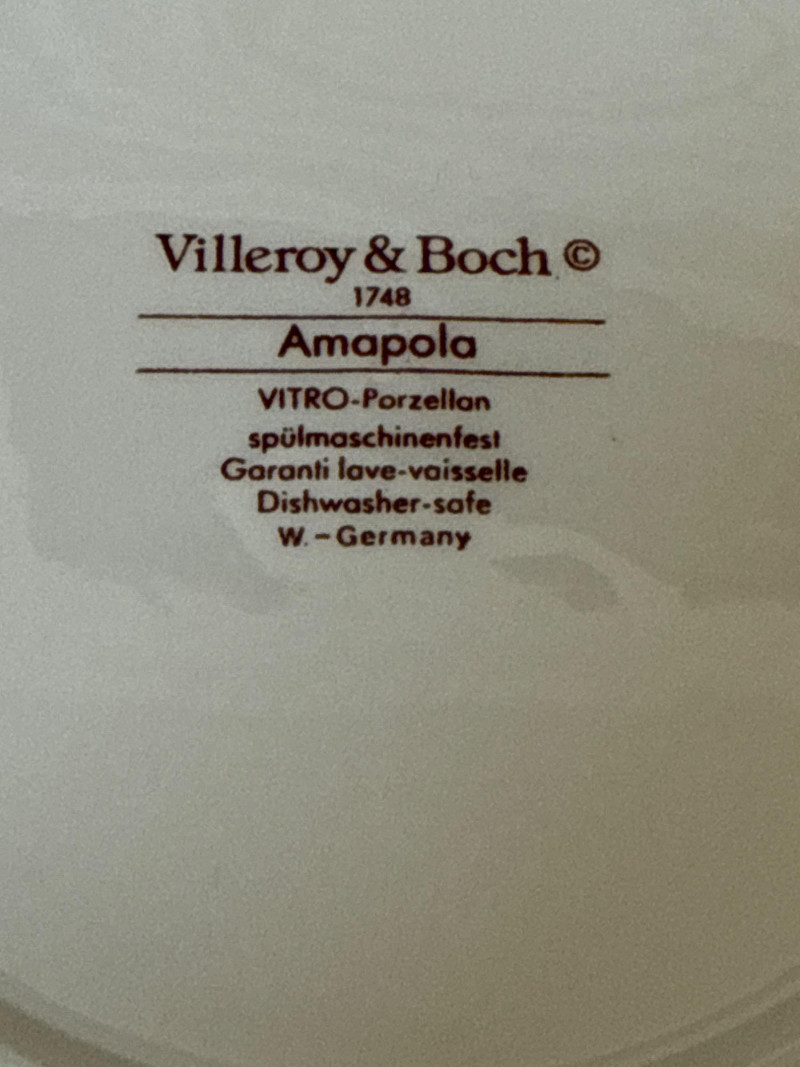 Villeroy & Boch ©
1748
Amapola
VITRO-Porzellan
spülmaschinenfest
Garanti lave-vaisselle
Dishwasher-safe
W.-Germany